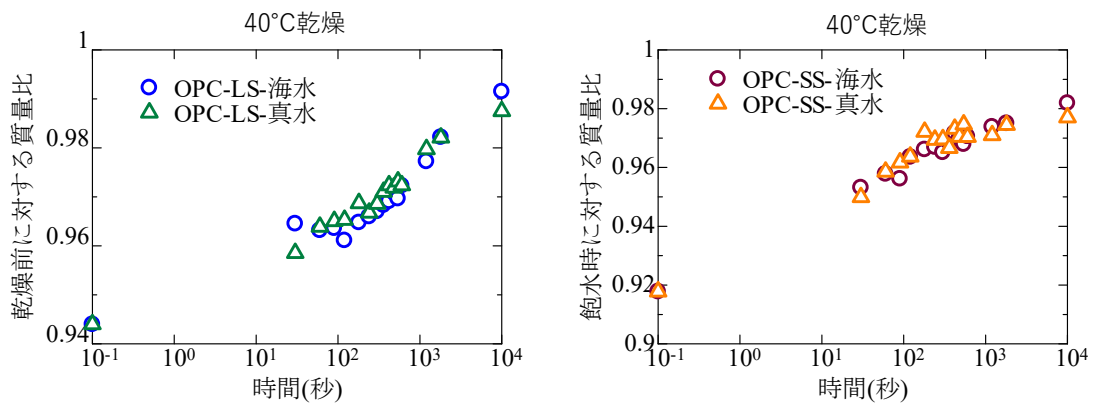 40°C乾燥
乾燥前に対する質量比
1
0.98
0.96
0.94
OPC-LS-海水
OPC-LS-真水
10-1 100 101 102 103 104
時間(秒)
40°C乾燥
飽水時に対する質量比
1
0.98
0.96
0.94
0.92
0.9
OPC-SS-海水
OPC-SS-真水
10-1 100 101 102 103 104
時間(秒)